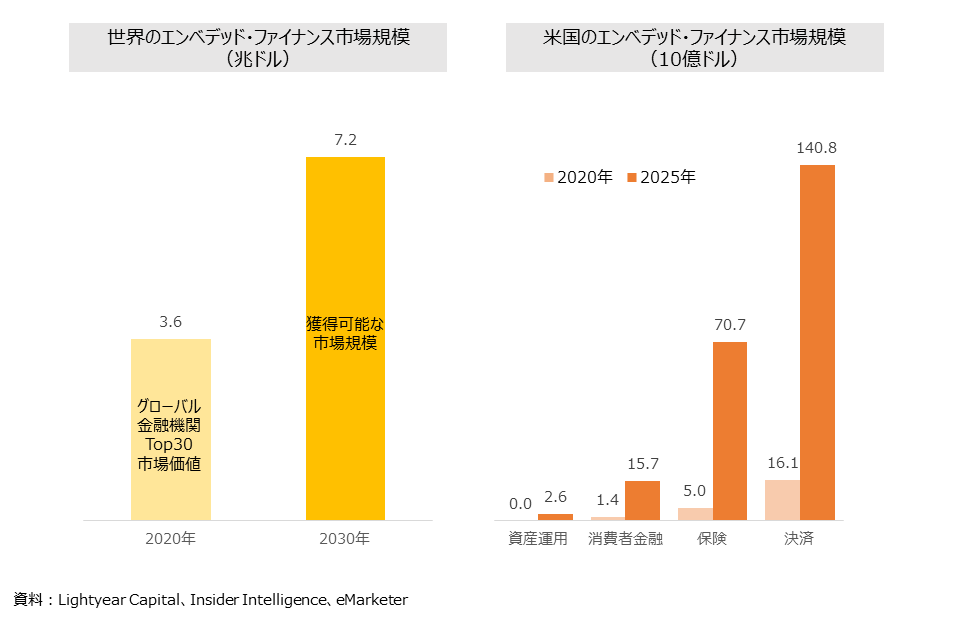 世界のエンベデッド・ファイナンス市場規模
（兆ドル）
7.2
3.6
獲得可能な
市場規模
グローバル
金融機関
Top30
市場価値
2020年
2030年
米国のエンベデッド・ファイナンス市場規模
（10億ドル）
2020年 2025年
140.8
70.7
16.1
15.7
5.0
2.6
1.4
0.0
資産運用 消費者金融 保険 決済
資料：Lightyear Capital、Insider Intelligence、eMarketer